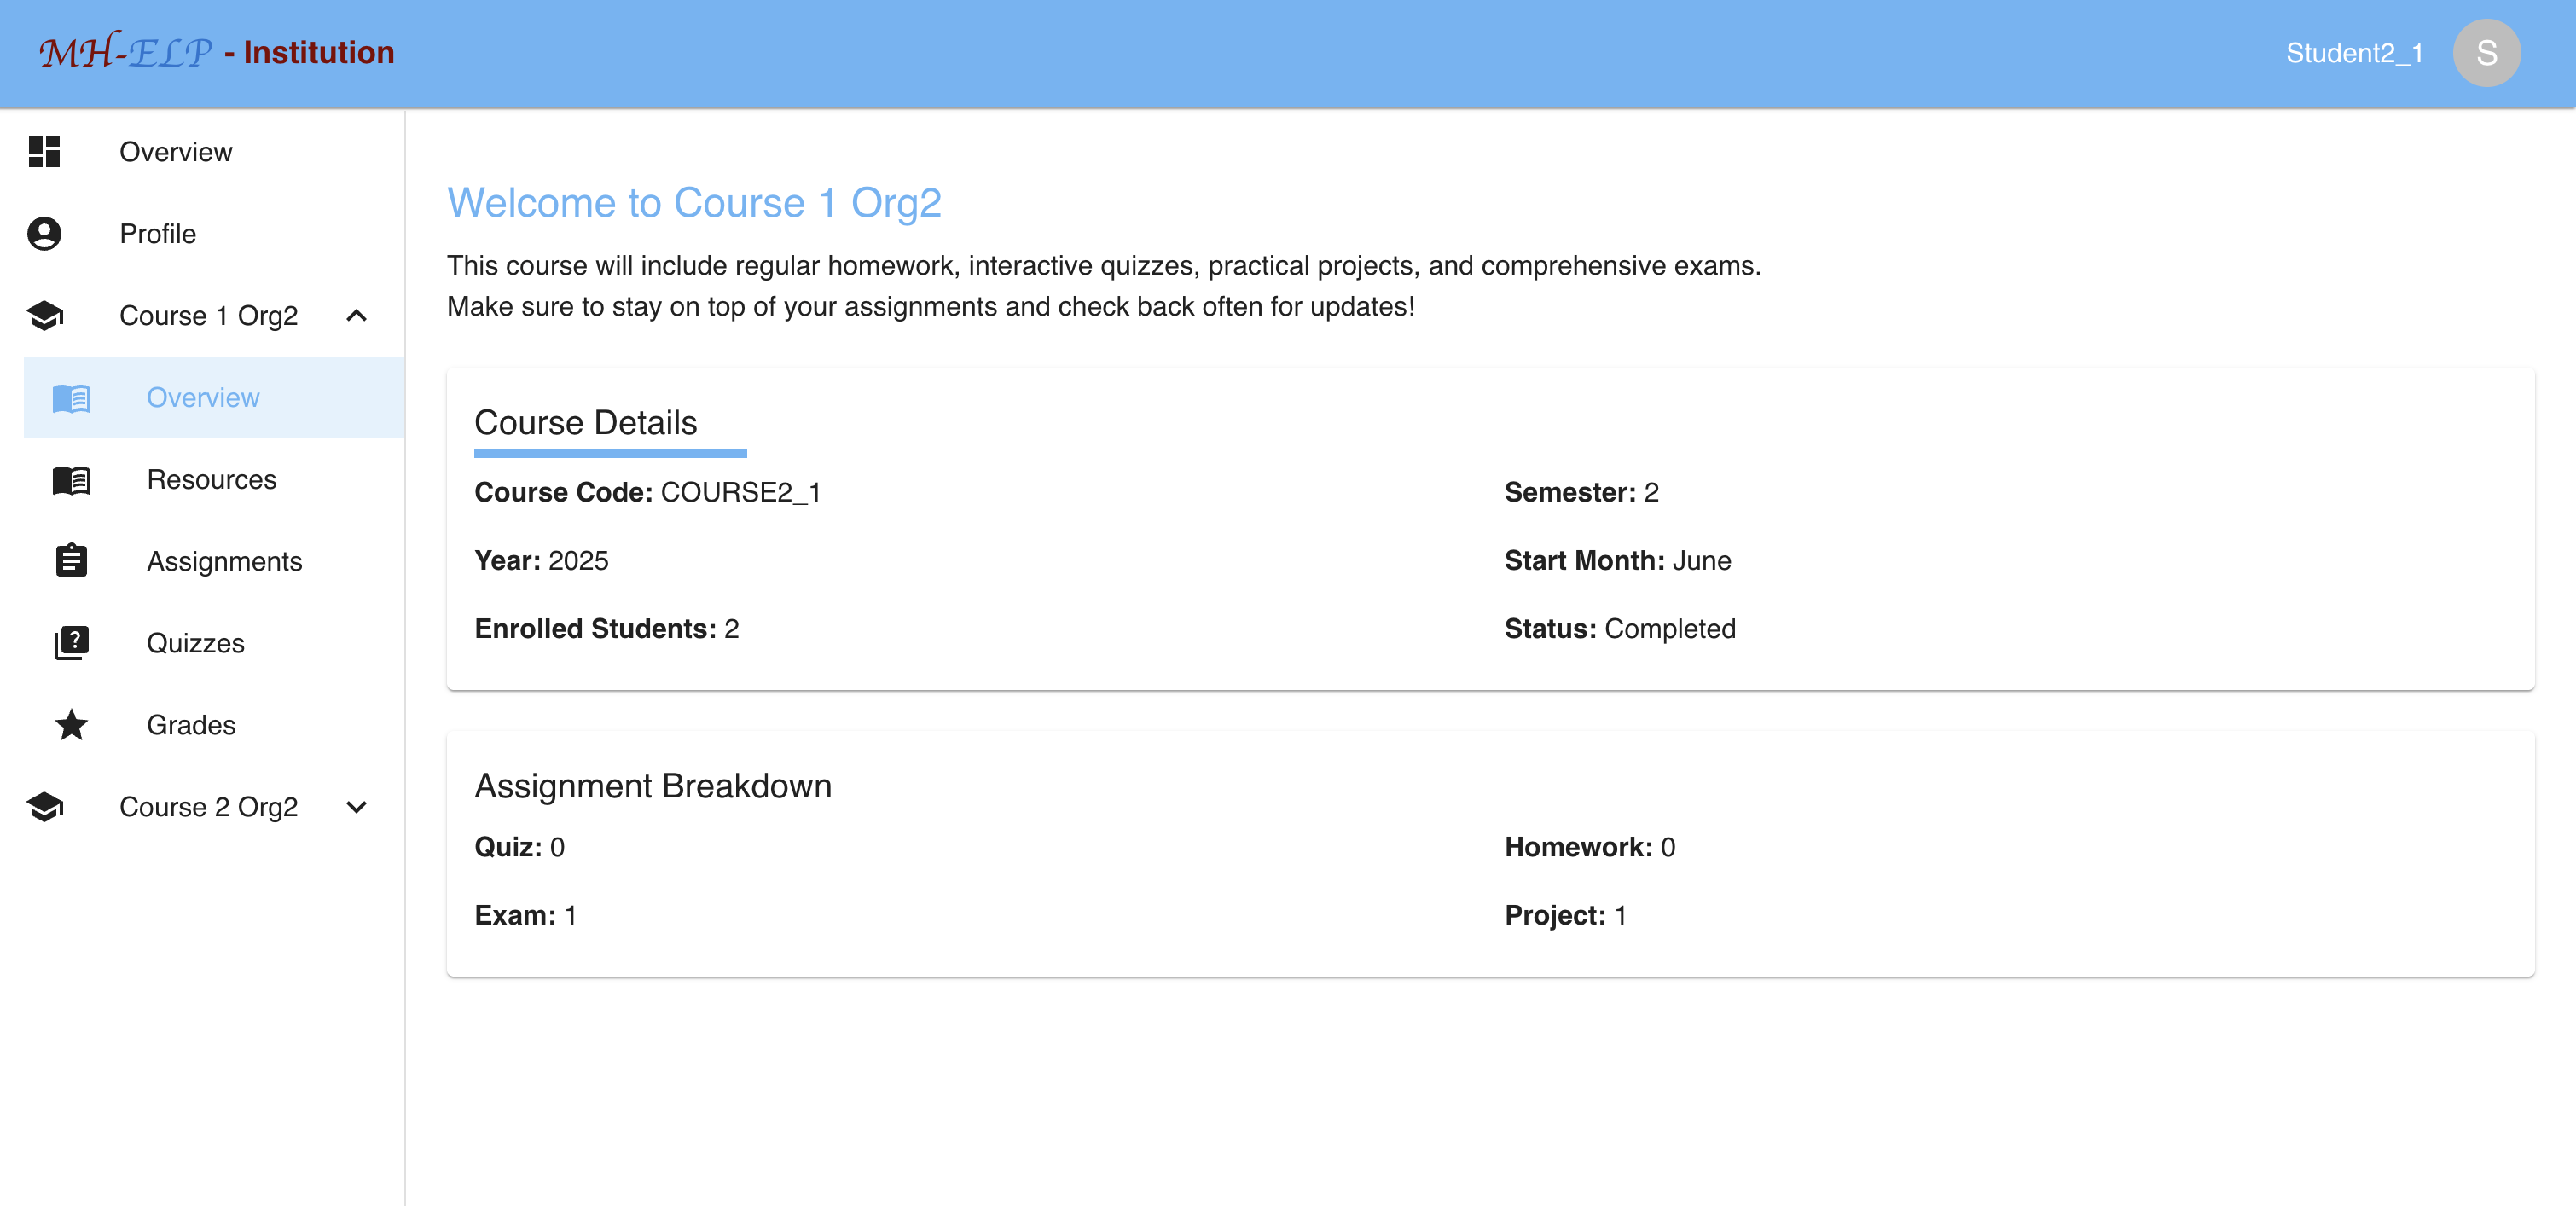 MH-ELP - Institution
Student2_1
S
Overview
Profile
Course 1 Org2
Overview
Resources
Assignments
Quizzes
Grades
Course 2 Org2
Welcome to Course 1 Org2
This course will include regular homework, interactive quizzes, practical projects, and comprehensive exams.
Make sure to stay on top of your assignments and check back often for updates!
Course Details
Course Code: COURSE2_1
Semester: 2
Year: 2025
Start Month: June
Enrolled Students: 2
Status: Completed
Assignment Breakdown
Quiz: 0
Homework: 0
Exam: 1
Project: 1